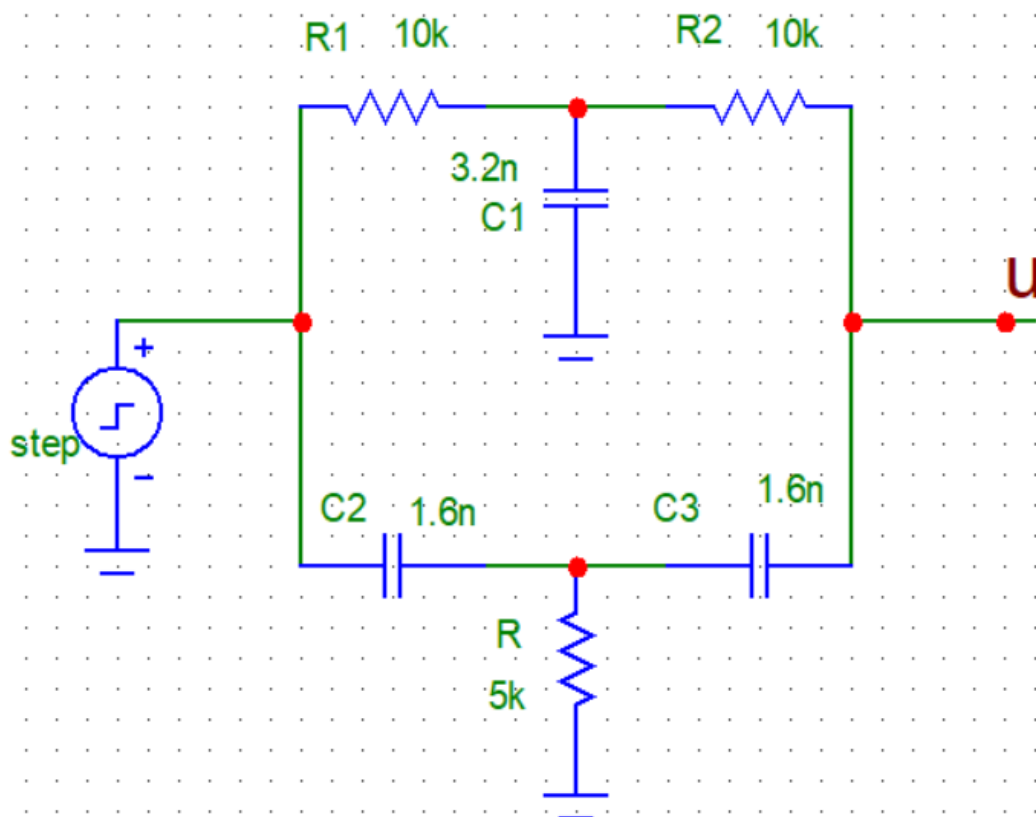 R1 10k
R2 10k
3.2n
C1
u
+
step
−
C2 1.6n
C3 1.6n
R
5k